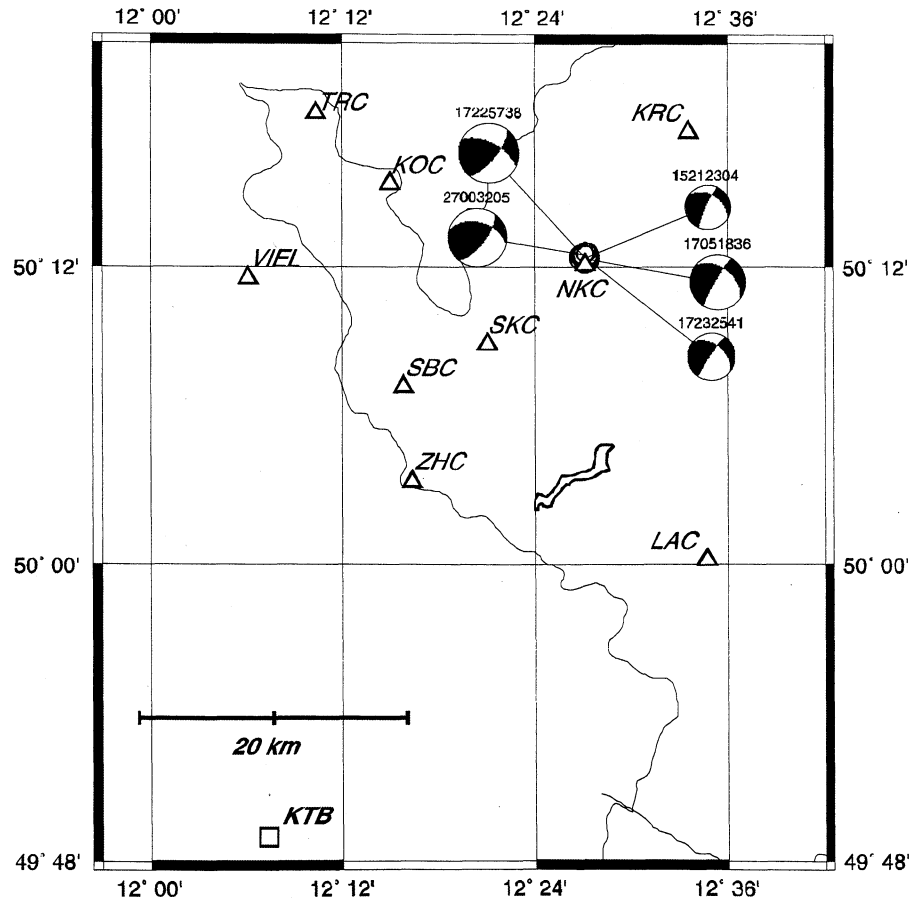 12° 00' 12° 12' 12° 24' 12° 36'
TRC
17225738
KRC
KOC
15212304
27003205
17051836
VIEL
50° 12' 50° 12'
NKC
SKC
17232541
SBC
ZHC
LAC
50° 00' 50° 00'
20 km
KTB
49° 48' 49° 48'
12° 00' 12° 12' 12° 24' 12° 36'